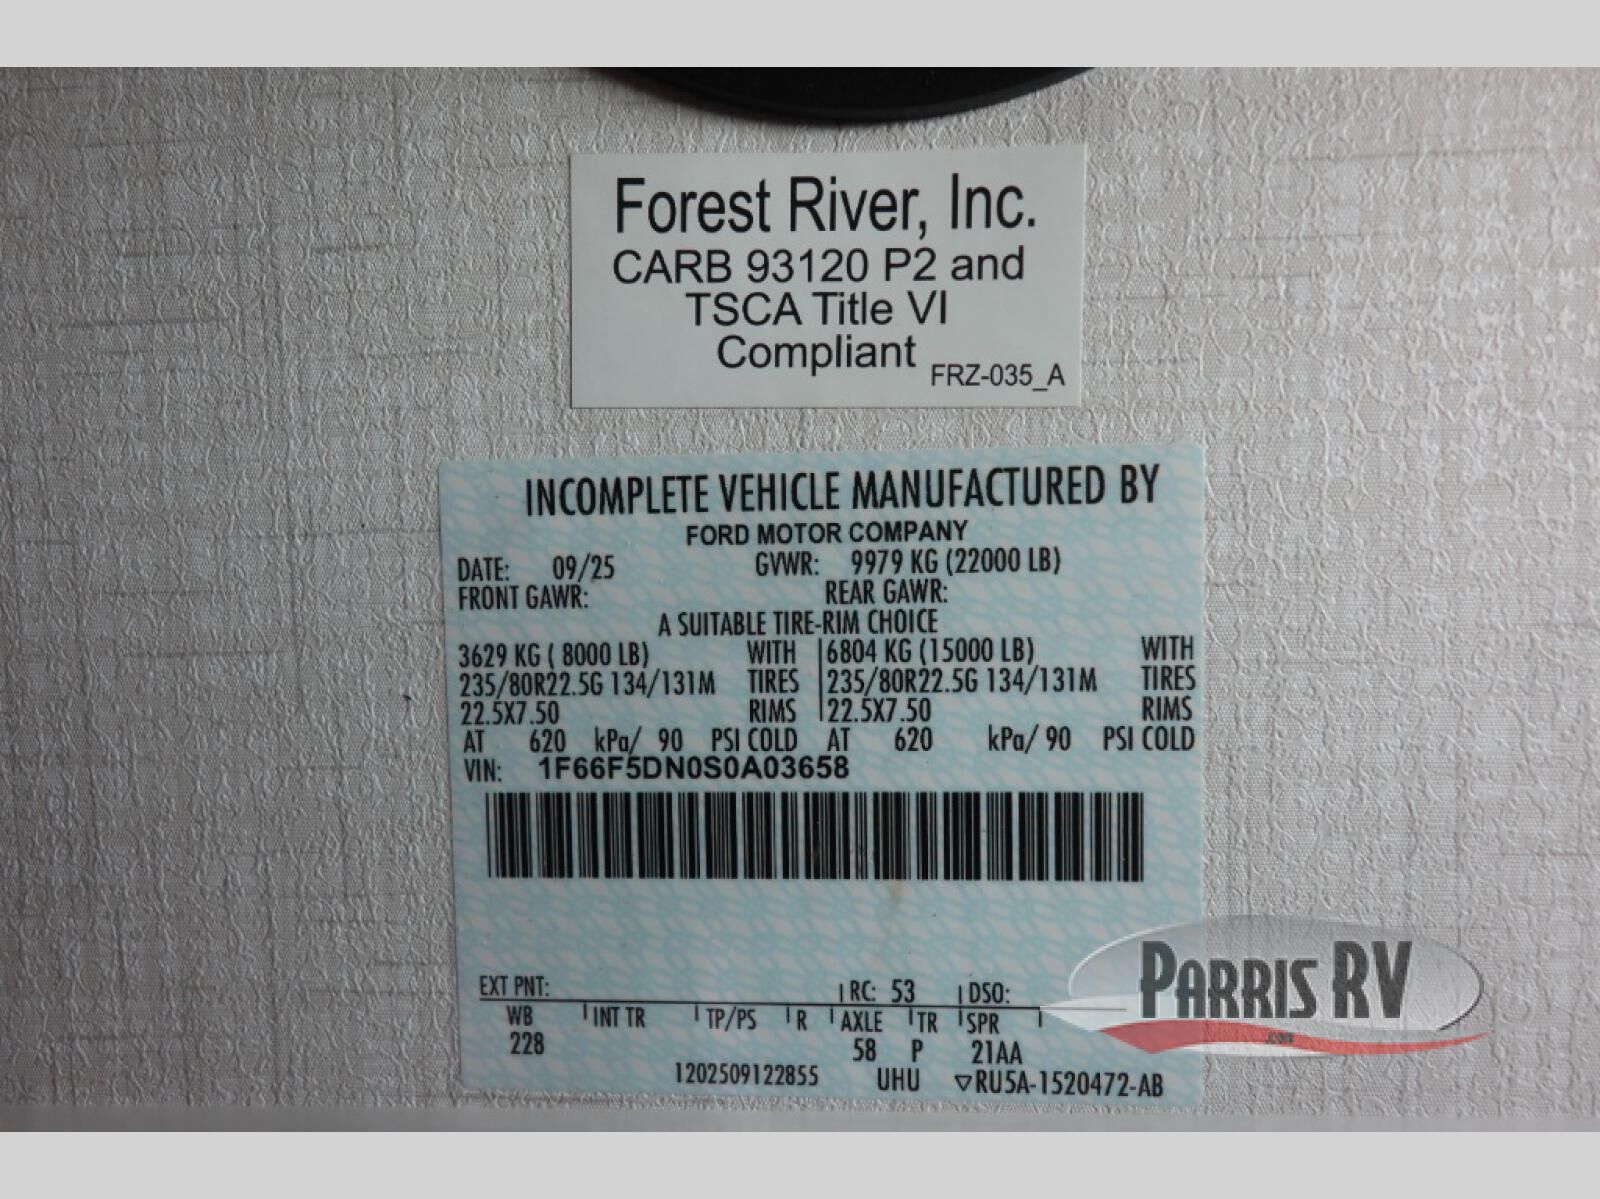 Forest River, Inc.
CARB 93120 P2 and
TSCA Title VI
Compliant
FRZ-035_A
INCOMPLETE VEHICLE MANUFACTURED BY
FORD MOTOR COMPANY
DATE: 09/25 GVWR: 9979 KG (22000 LB)
FRONT GAWR: REAR GAWR:
A SUITABLE TIRE-RIM CHOICE
3629 KG ( 8000 LB) WITH 6804 KG (15000 LB) WITH
235/80R22.5G 134/131M TIRES 235/80R22.5G 134/131M TIRES
22.5X7.50 RIMS 22.5X7.50 RIMS
AT 620 kPa/ 90 PSI COLD AT 620 kPa/ 90 PSI COLD
VIN: 1F66F5DN0S0A03658
EXT PNT: RC: 53 DSO:
WB INT TR TP/PS R AXLE TR SPR
228 58 P 21AA
1202509122855 UHU ▽RU5A-1520472-AB
PARRIS RV
.com